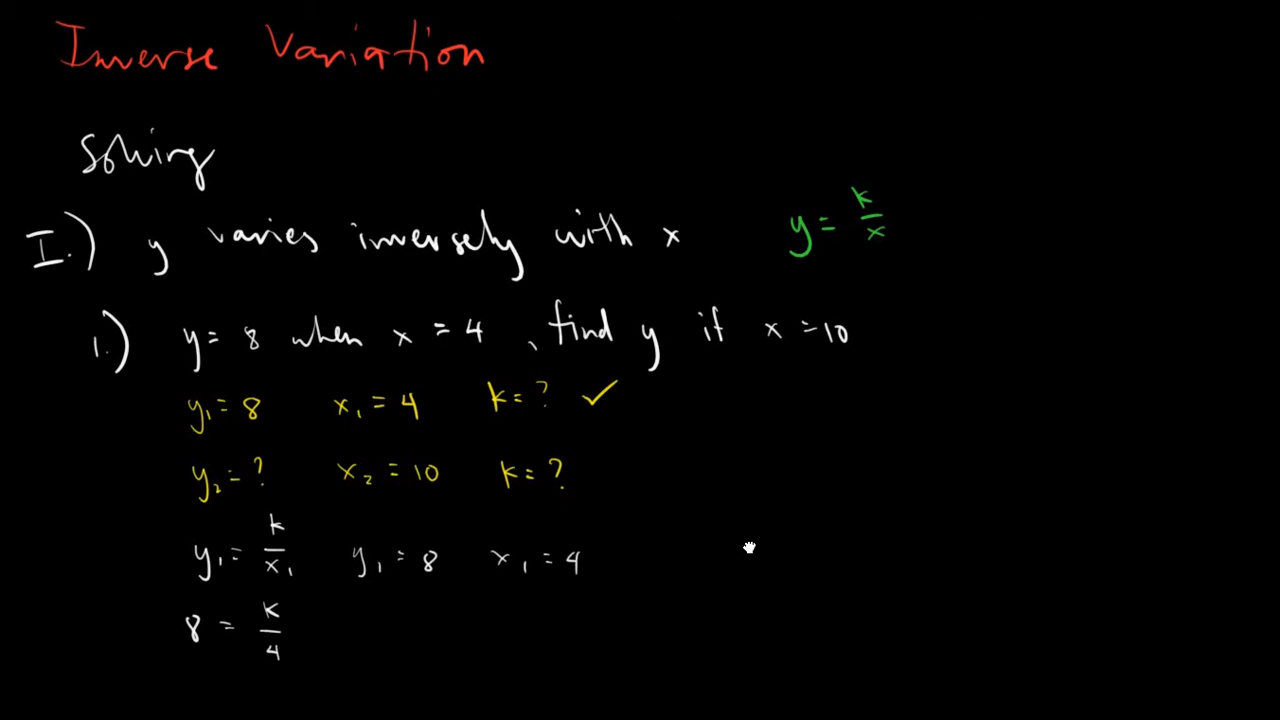 Inverse Variation
Solving
I.) y varies inversely with x y = k/x
1.) y = 8 when x = 4, find y if x = 10
y₁ = 8 x₁ = 4 k = ? ✓
y₂ = ? x₂ = 10 k = ?
y₁ = k/x₁ y₁ = 8 x₁ = 4
8 = k/4